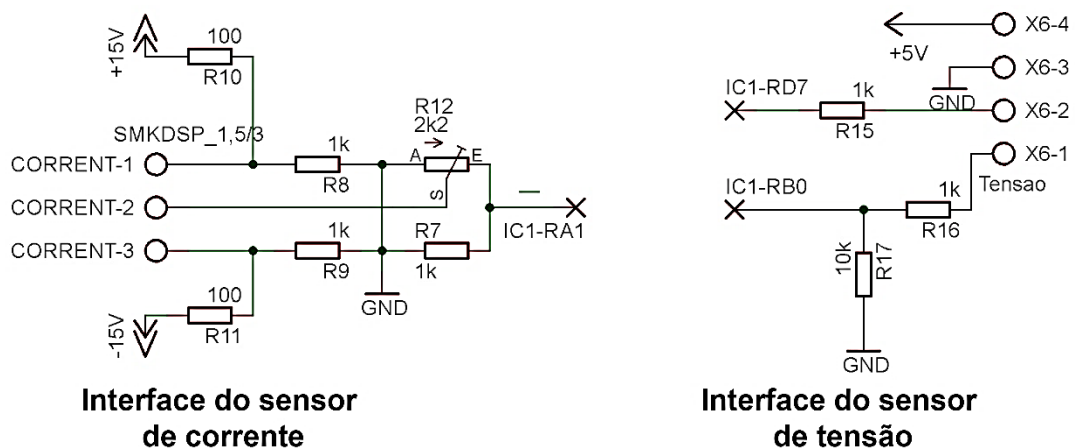 +15V
100
R10
SMKDSP_1,5/3
CORRENT-1
1k
R8
R12
2k2
A
E
S
CORRENT-2
IC1-RA1
CORRENT-3
1k
R9
R7
1k
GND
100
R11
-15V
Interface do sensor
de corrente
+5V
X6-4
X6-3
GND
IC1-RD7
1k
R15
X6-2
X6-1
Tensao
IC1-RB0
1k
R16
10k
R17
GND
Interface do sensor
de tensão